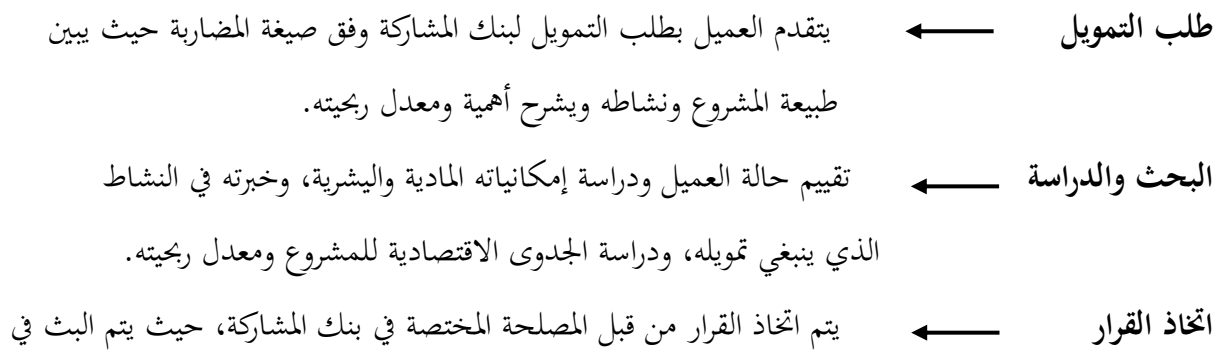 طلب التمويل ← يتقدم العميل بطلب التمويل لبنك المشاركة وفق صيغة المضاربة حيث يبين
طبيعة المشروع ونشاطه ويشرح أهمية ومعدل ربحيته.
البحث والدراسة ← تقييم حالة العميل ودراسة إمكانياته المادية واليشرية، وخبرته في النشاط
الذي ينبغي تمويله، ودراسة الجدوى الاقتصادية للمشروع ومعدل ربحيته.
اتخاذ القرار ← يتم اتخاذ القرار من قبل المصلحة المختصة في بنك المشاركة، حيث يتم البث في